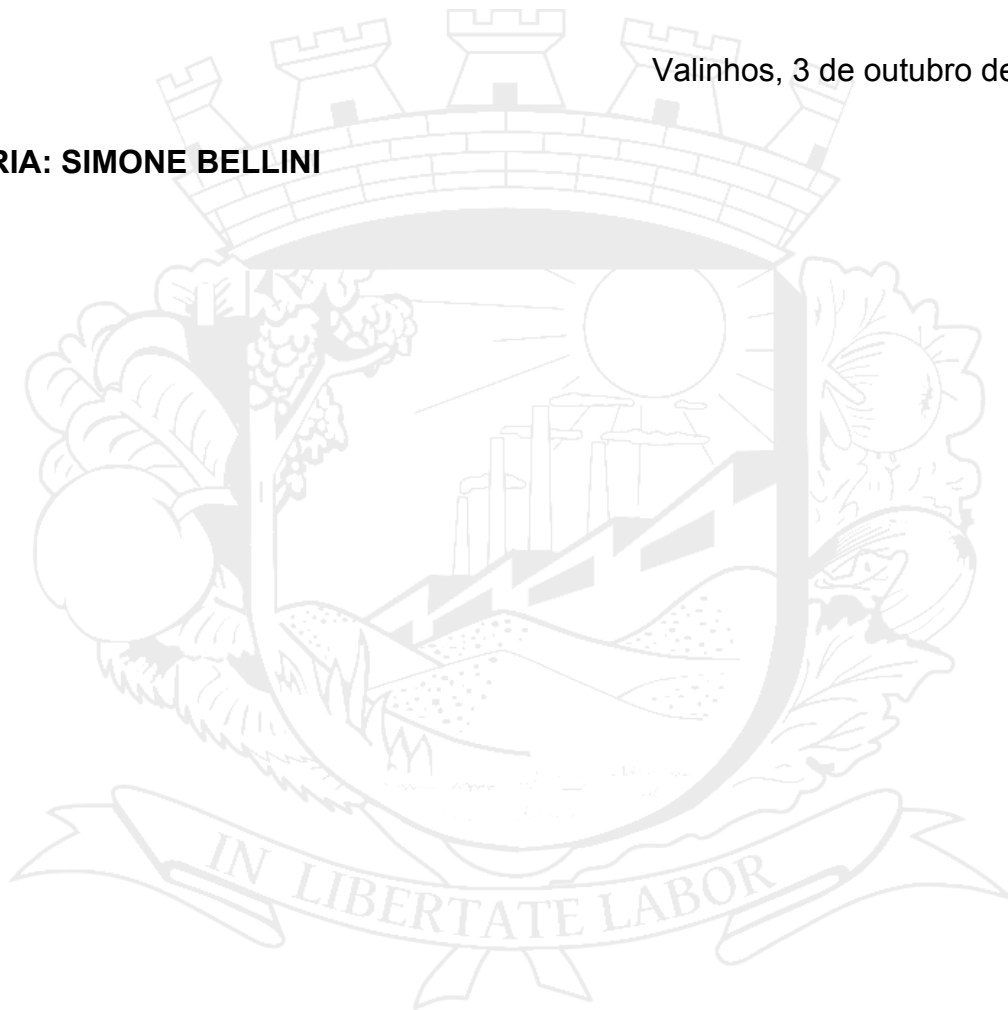 Valinhos, 3 de outubro de
RIA: SIMONE BELLINI
IN LIBERTATE LABOR